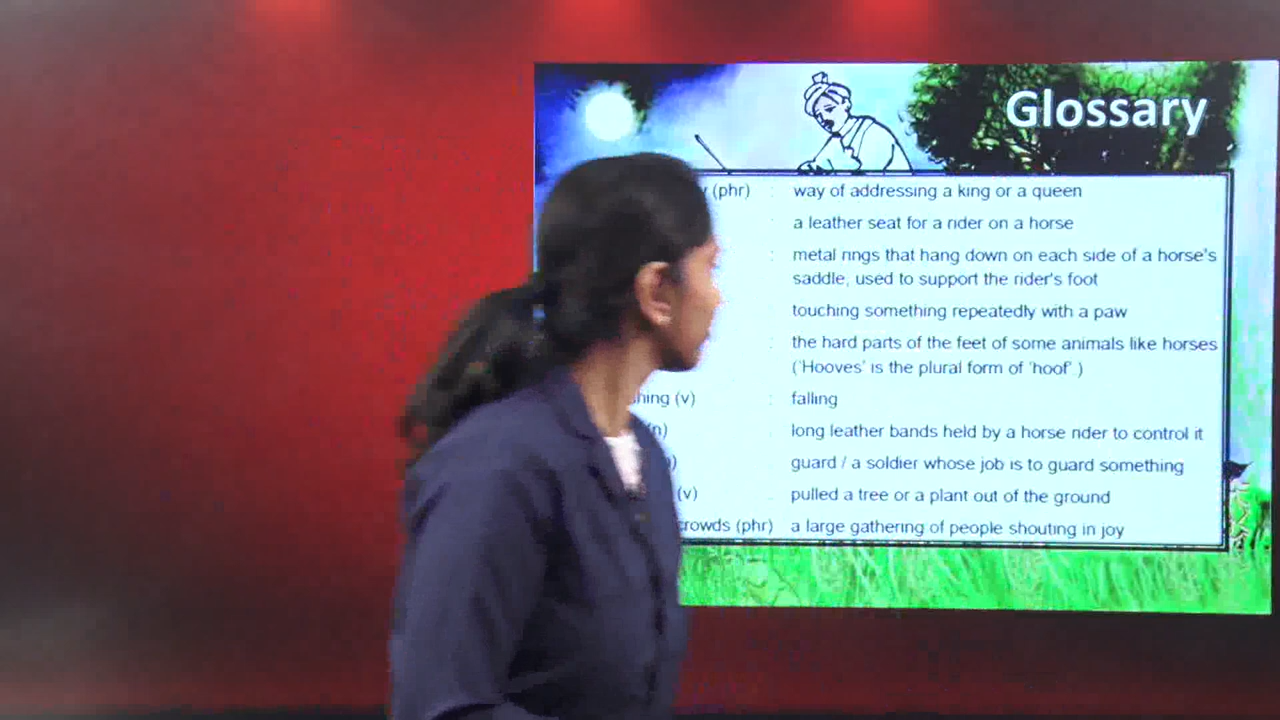 Glossary
(phr) : way of addressing a king or a queen
: a leather seat for a rider on a horse
: metal rings that hang down on each side of a horse's
saddle, used to support the rider's foot
touching something repeatedly with a paw
: the hard parts of the feet of some animals like horses
('Hooves' is the plural form of 'hoof'.)
(v) : falling
(n) : long leather bands held by a horse rider to control it
: guard / a soldier whose job is to guard something
(v) : pulled a tree or a plant out of the ground
crowds (phr) a large gathering of people shouting in joy